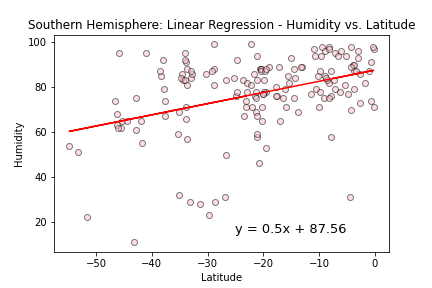 Southern Hemisphere: Linear Regression - Humidity vs. Latitude
100
80
60
40
20
Humidity
y = 0.5x + 87.56
−50
−40
−30
−20
−10
0
Latitude